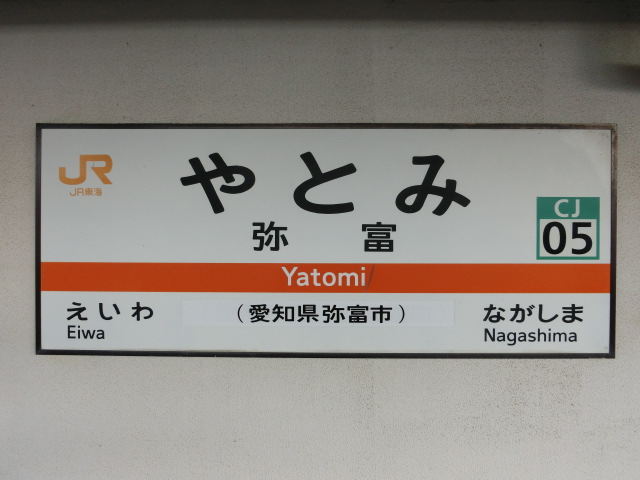 JR
JR東海
やとみ
弥富
CJ
05
Yatomi
えいわ
Eiwa
(愛知県弥富市)
ながしま
Nagashima